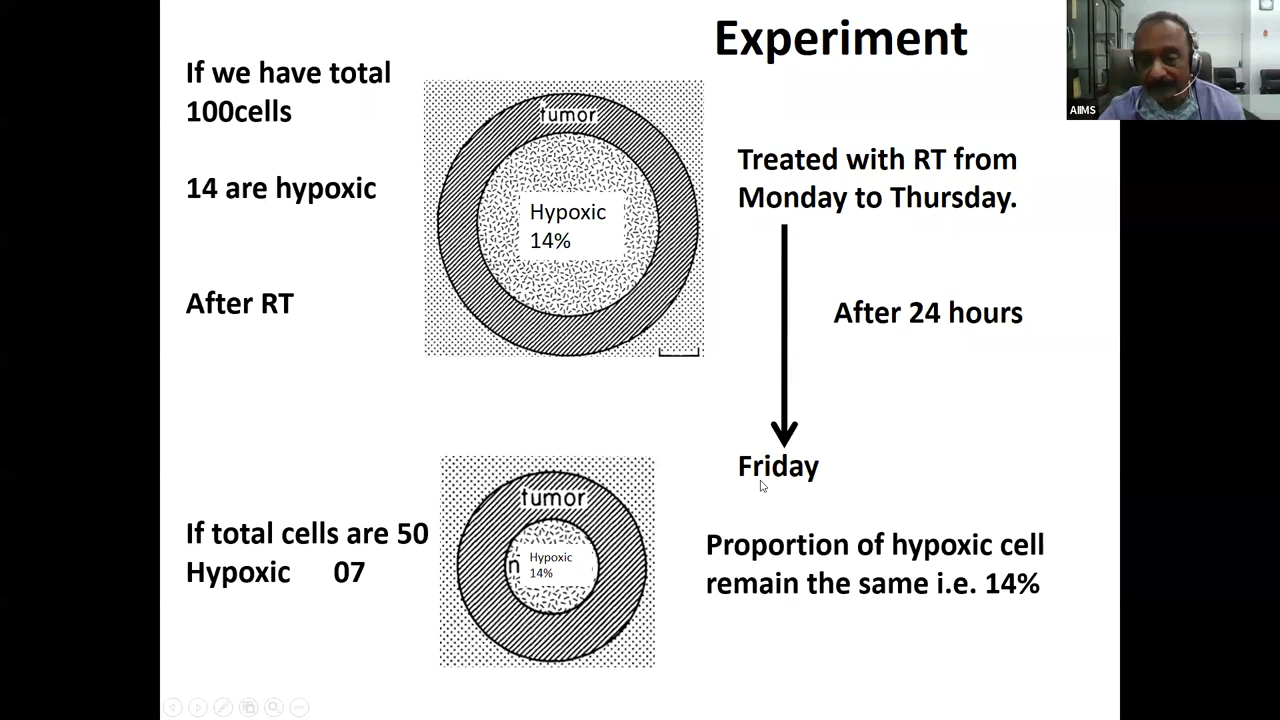 Experiment
If we have total
100cells
14 are hypoxic
After RT
tumor
Hypoxic
14%
Treated with RT from
Monday to Thursday.
After 24 hours
Friday
If total cells are 50
Hypoxic 07
tumor
n
Hypoxic
14%
Proportion of hypoxic cell
remain the same i.e. 14%
AIIMS